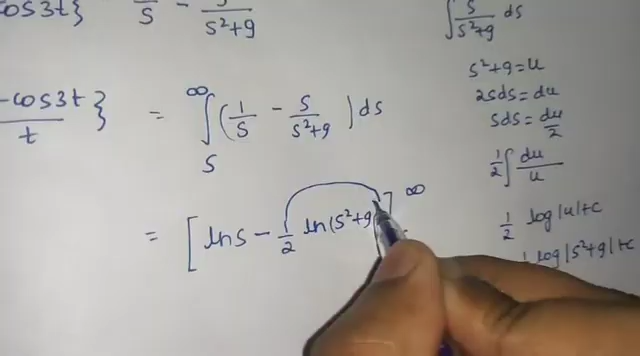 cos3t} 1/s - s/(s²+9)
-cos3t/t} = ∫_s^∞ (1/s - s/(s²+9)) ds
= [ln s - 1/2 ln(s²+9)]^∞
∫ s/(s²+9) ds
s²+9=u
2sds=du
sds=du/2
1/2 ∫ du/u
1/2 log|u|+c
log|s²+9|+c